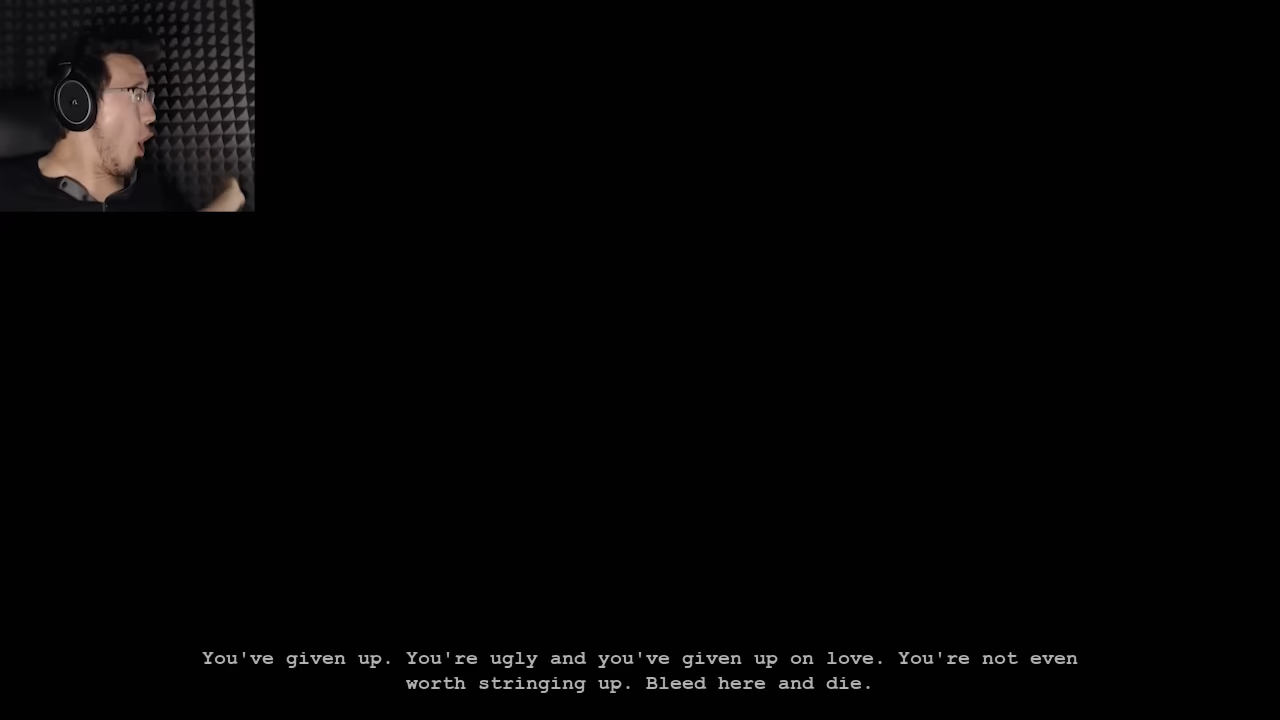 You've given up. You're ugly and you've given up on love. You're not even
worth stringing up. Bleed here and die.